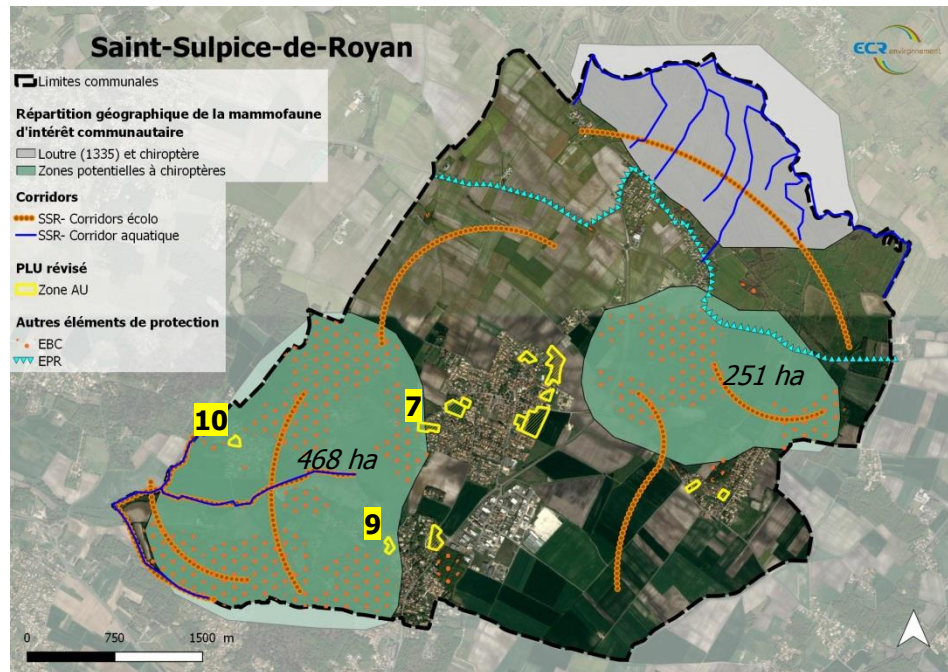 Saint-Sulpice-de-Royan
ECR environnement
Limites communales
Répartition géographique de la mammofaune
d'intérêt communautaire
Loutre (1335) et chiroptère
Zones potentielles à chiroptères
Corridors
SSR- Corridors écolo
SSR- Corridor aquatique
PLU révisé
Zone AU
Autres éléments de protection
EBC
EPR
251 ha
7
10
468 ha
9
0 750 1500 m